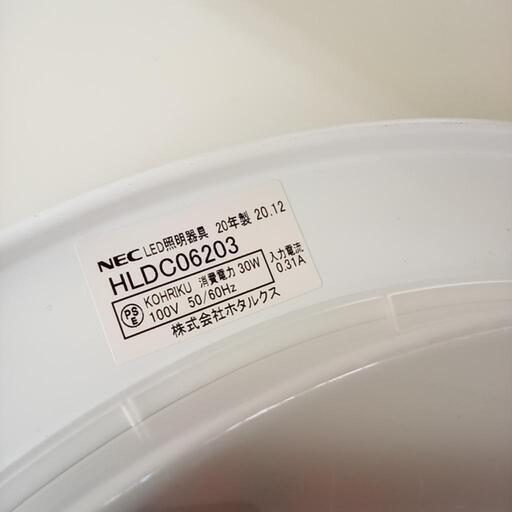 NEC LED照明器具 20年製 20.12
HLDC06203
PSE KOHRIKU 消費電力 30W 入力電流
100V 50/60Hz 0.31A
株式会社ホタルクス